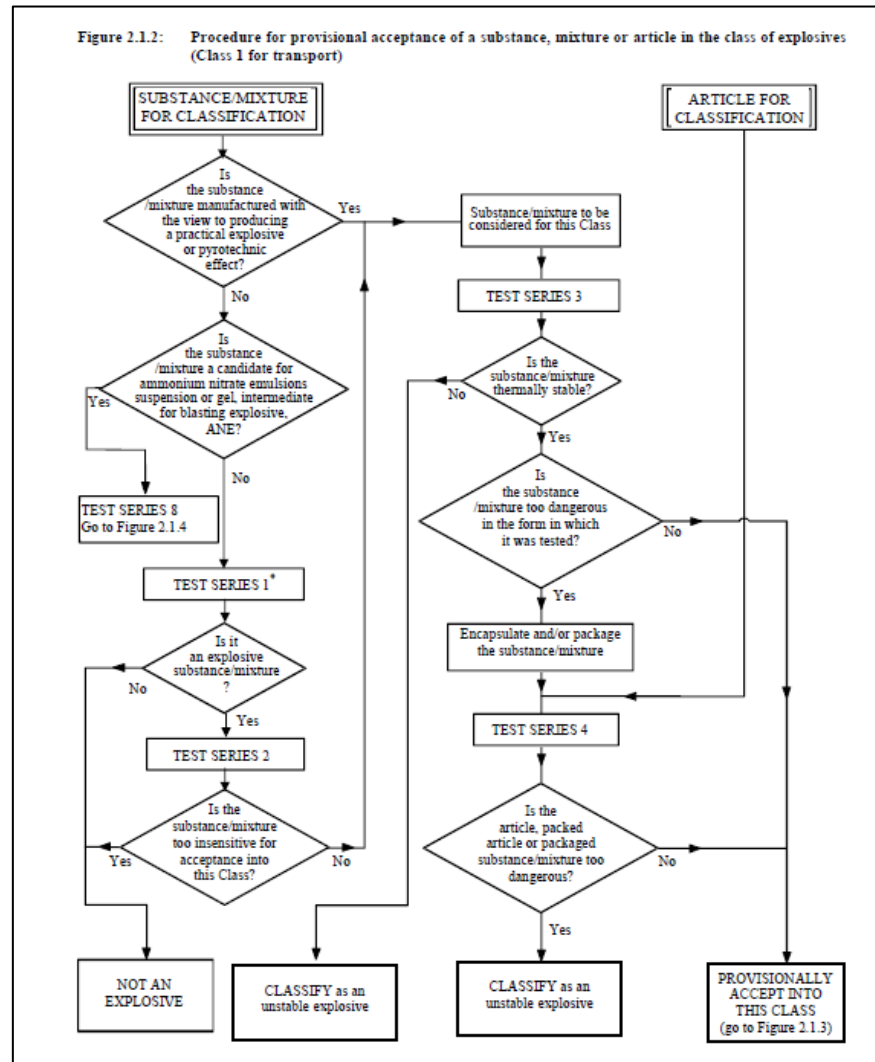 Figure 2.1.2: Procedure for provisional acceptance of a substance, mixture or article in the class of explosives
(Class 1 for transport)
SUBSTANCE/MIXTURE
FOR CLASSIFICATION
ARTICLE FOR
CLASSIFICATION
Is
the substance
/mixture manufactured with
the view to producing
a practical explosive
or pyrotechnic
effect?
Yes
No
Substance/mixture to be
considered for this Class
TEST SERIES 3
Is
the substance
/mixture a candidate for
ammonium nitrate emulsions
suspension or gel, intermediate
for blasting explosive,
ANE?
Yes
No
Is the
substance/mixture
thermally stable?
No
Yes
TEST SERIES 8
Go to Figure 2.1.4
Is
the substance
/mixture too dangerous
in the form in which
it was tested?
No
Yes
TEST SERIES 1*
Encapsulate and/or package
the substance/mixture
Is it
an explosive
substance/mixture
?
No
Yes
TEST SERIES 2
TEST SERIES 4
Is the
substance/mixture
too insensitive for
acceptance into
this Class?
Yes
No
Is the
article, packed
article or packaged
substance/mixture too
dangerous?
No
Yes
NOT AN
EXPLOSIVE
CLASSIFY as an
unstable explosive
CLASSIFY as an
unstable explosive
PROVISIONALLY
ACCEPT INTO
THIS CLASS
(go to Figure 2.1.3)